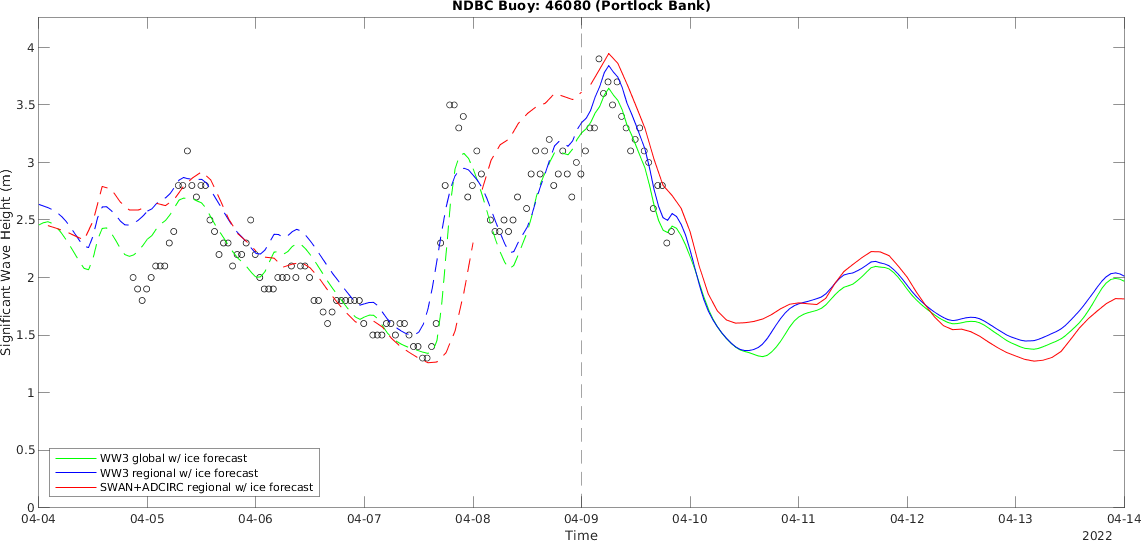 NDBC Buoy: 46080 (Portlock Bank)
Significant Wave Height (m)
4
3.5
3
2.5
2
1.5
1
0.5
0
WW3 global w/ ice forecast
WW3 regional w/ ice forecast
SWAN+ADCIRC regional w/ ice forecast
04-04 04-05 04-06 04-07 04-08 04-09 04-10 04-11 04-12 04-13 04-14
Time
2022